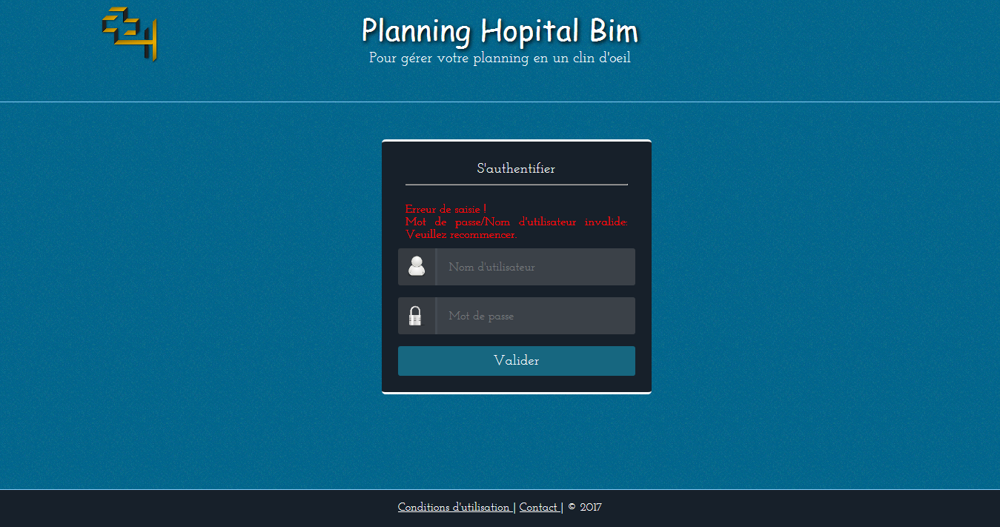 Planning Hopital Bim
Pour gérer votre planning en un clin d'oeil
S'authentifier
Erreur de saisie !
Mot de passe/Nom d'utilisateur invalide:
Veuillez recommencer.
Nom d'utilisateur
Mot de passe
Valider
Conditions d'utilisation | Contact | © 2017